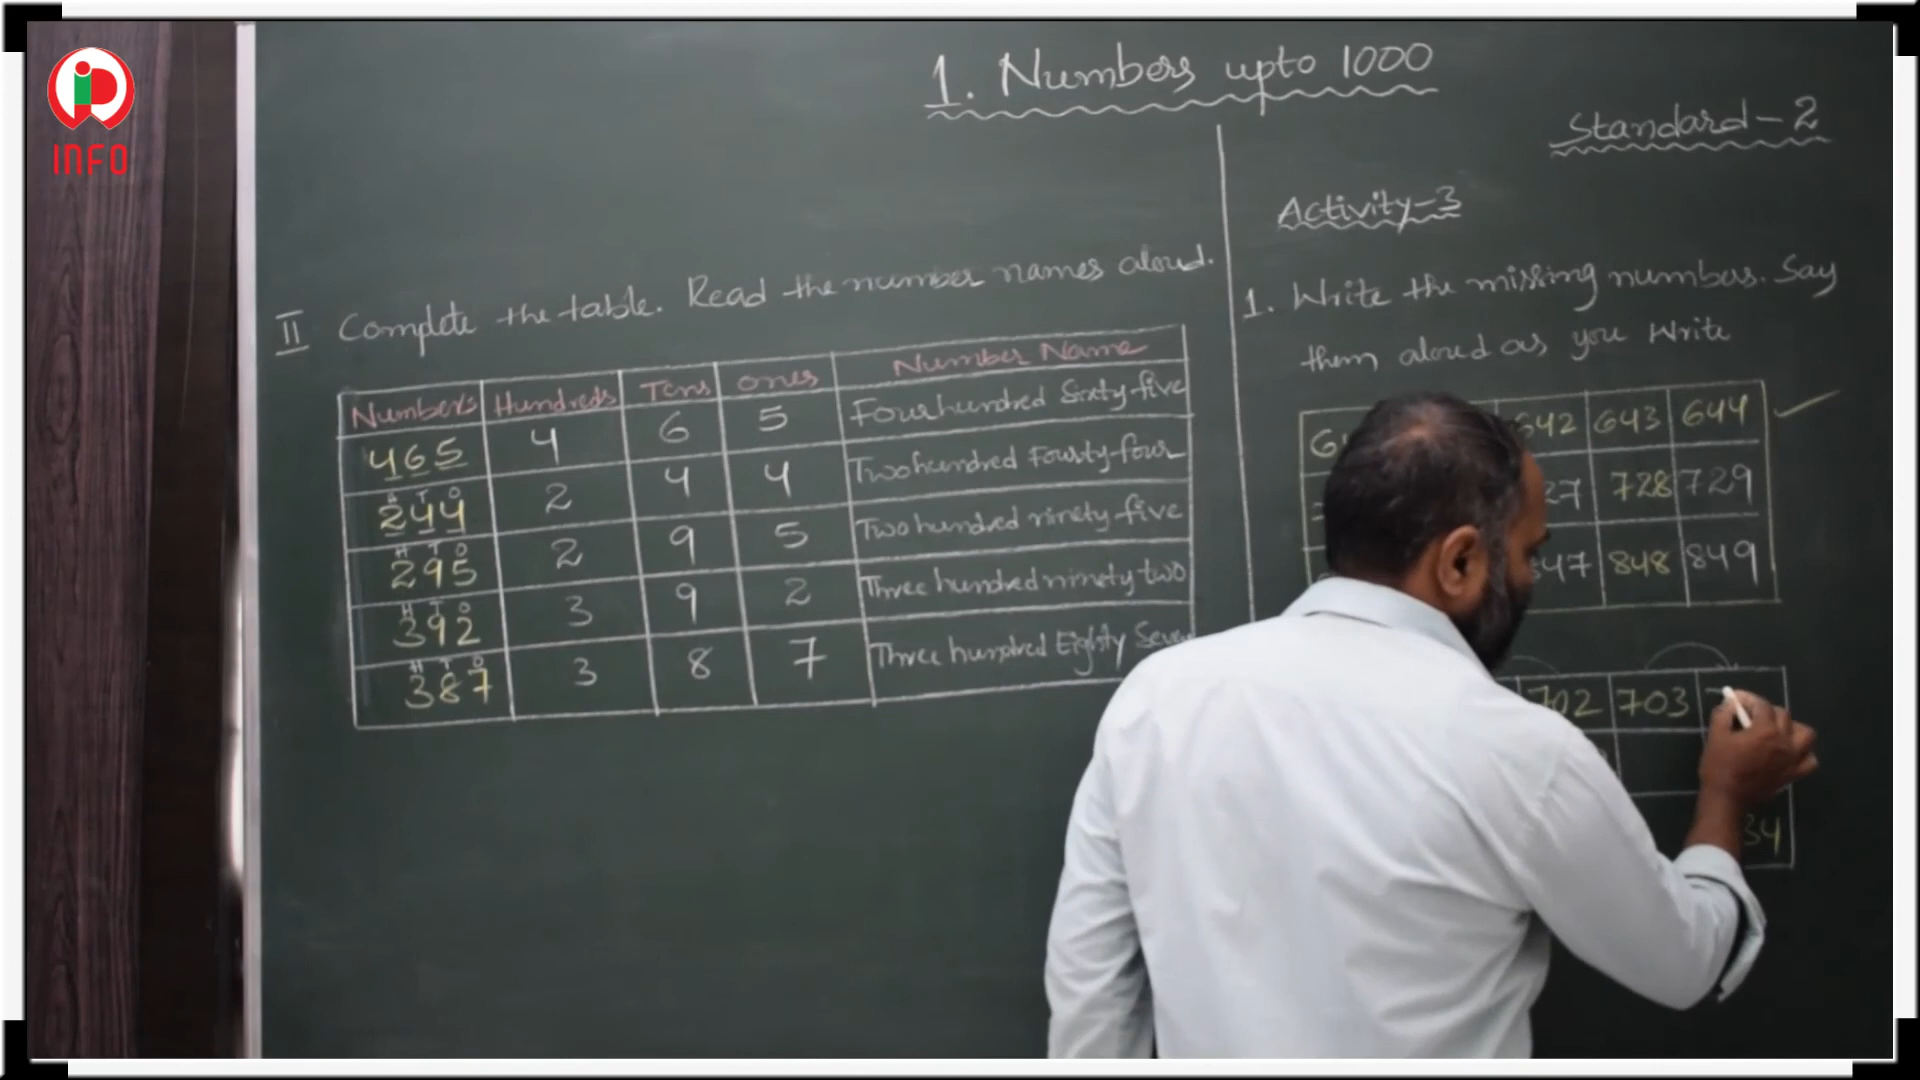 INFO
1. Numbers upto 1000
Standard-2
II Complete the table. Read the number names aloud.
Numbers Hundreds Tens Ones Number Name
465 4 6 5 Four hundred Sixty-five
H T O
244 2 4 4 Two hundred Fourty-four
H T O
295 2 9 5 Two hundred ninety-five
H T O
392 3 9 2 Three hundred ninety-two
H T O
387 3 8 7 Three hundred Eighty Seven
Activity-3
1. Write the missing numbers. Say
them aloud as you Write
642 643 644
27 728 729
847 848 849
702 703 7
34